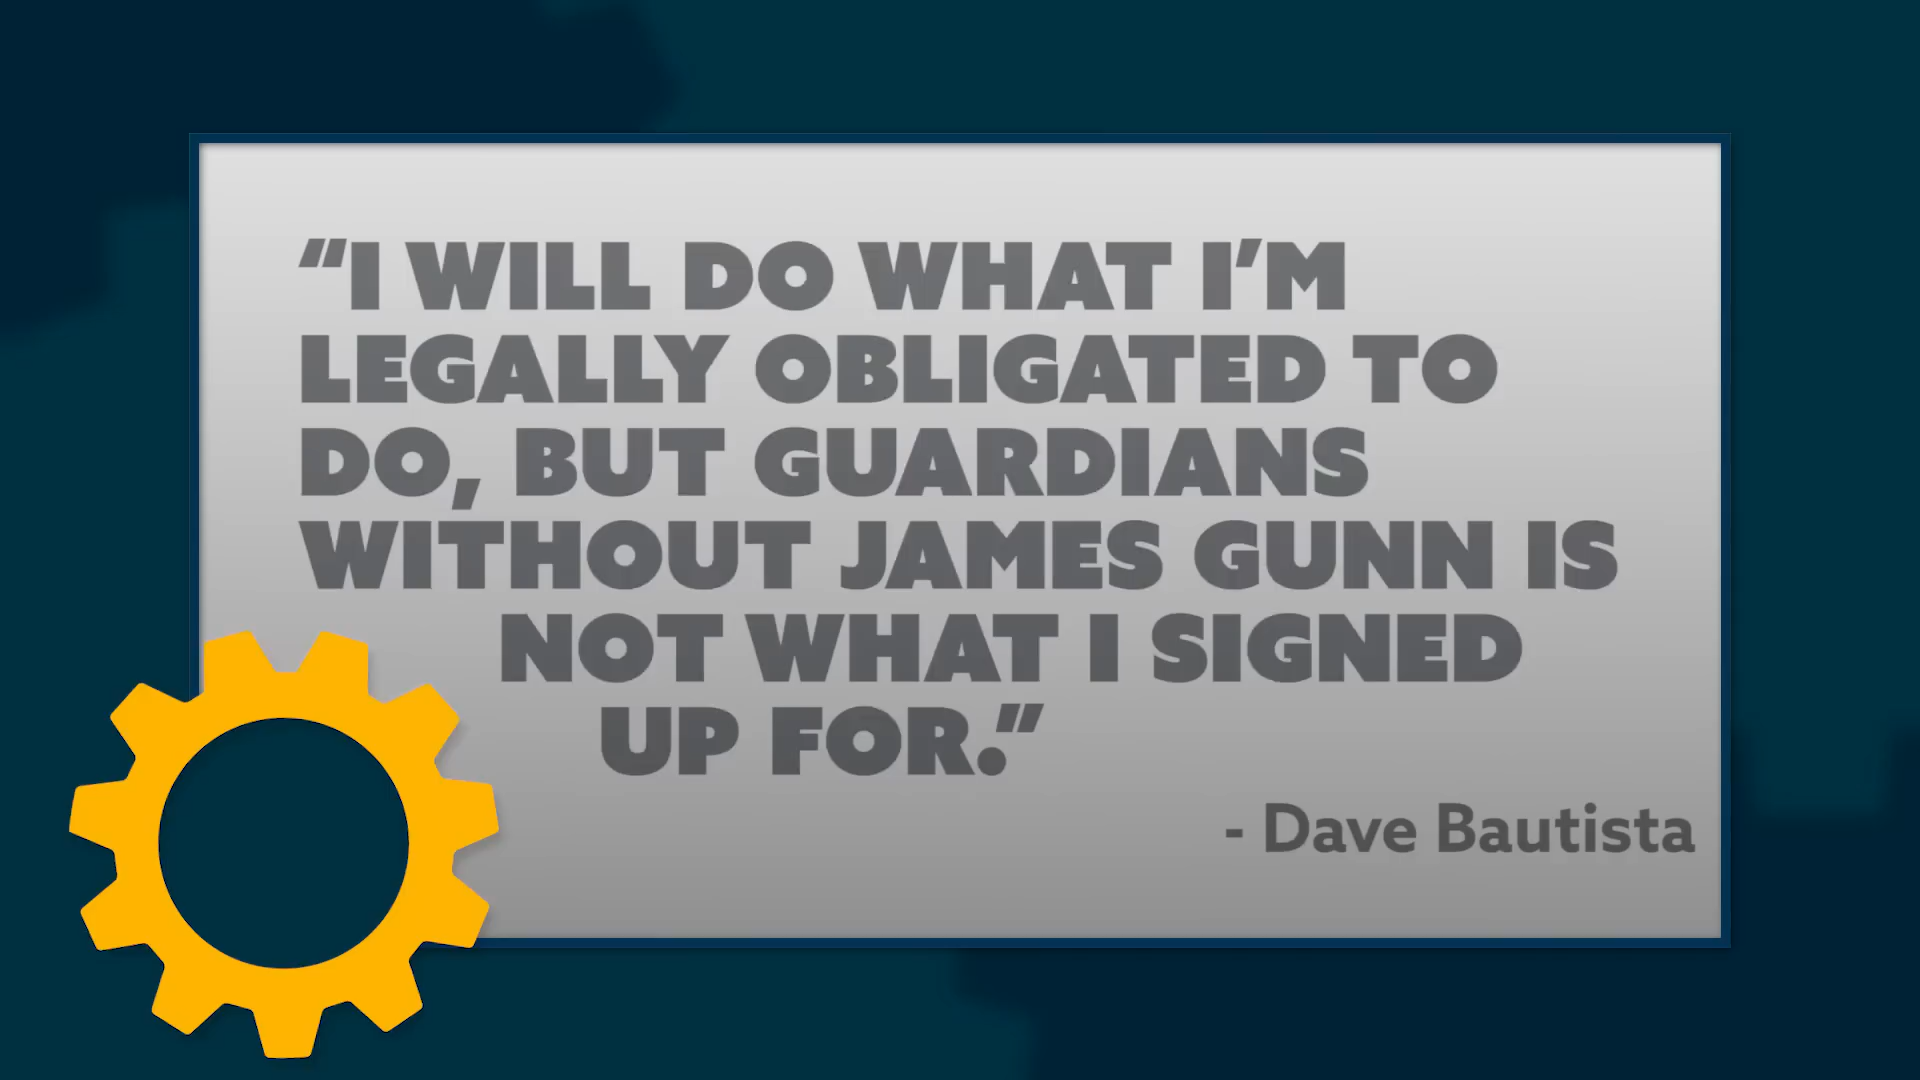 “I WILL DO WHAT I’M
LEGALLY OBLIGATED TO
DO, BUT GUARDIANS
WITHOUT JAMES GUNN IS
NOT WHAT I SIGNED
UP FOR.”
- Dave Bautista